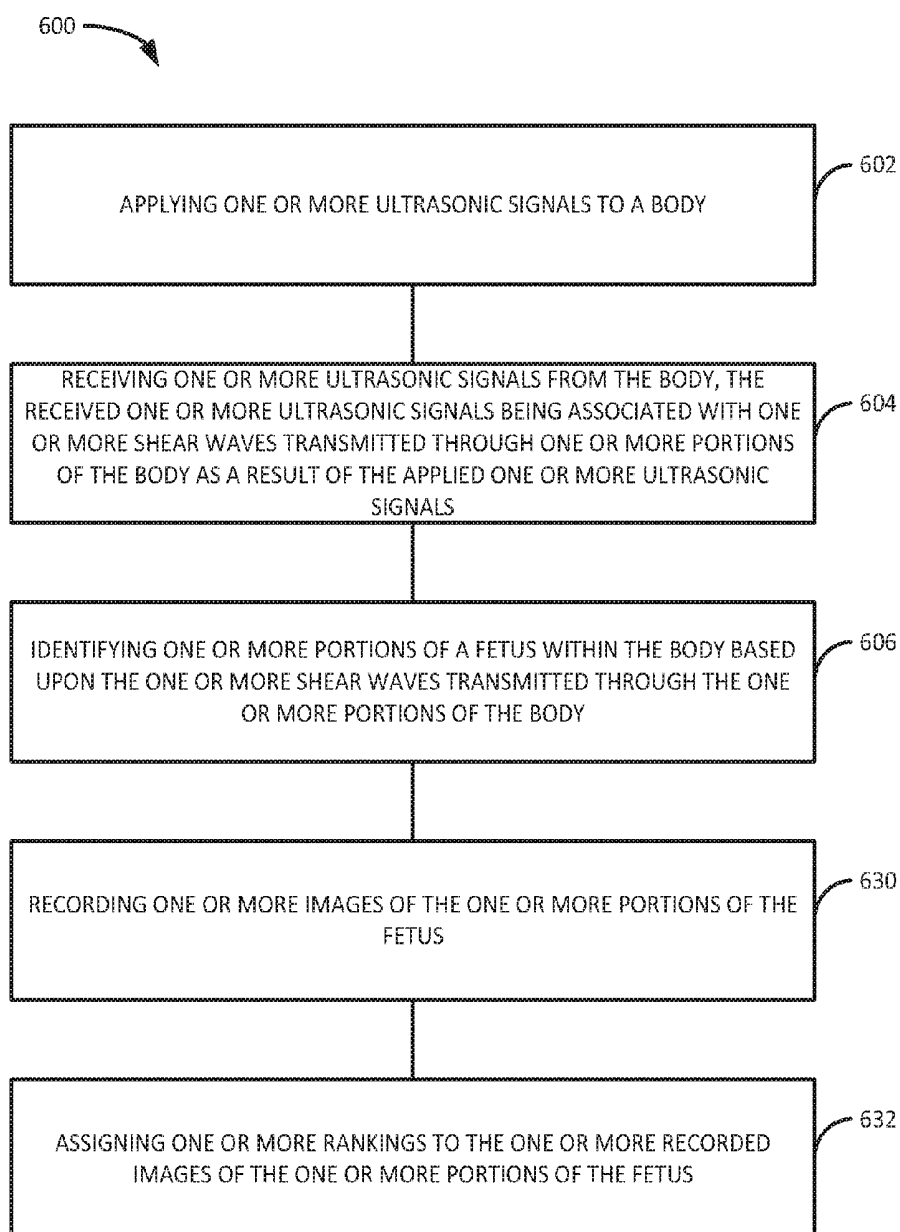 600
APPLYING ONE OR MORE ULTRASONIC SIGNALS TO A BODY
602
RECEIVING ONE OR MORE ULTRASONIC SIGNALS FROM THE BODY, THE
RECEIVED ONE OR MORE ULTRASONIC SIGNALS BEING ASSOCIATED WITH ONE
OR MORE SHEAR WAVES TRANSMITTED THROUGH ONE OR MORE PORTIONS
OF THE BODY AS A RESULT OF THE APPLIED ONE OR MORE ULTRASONIC
SIGNALS
604
IDENTIFYING ONE OR MORE PORTIONS OF A FETUS WITHIN THE BODY BASED
UPON THE ONE OR MORE SHEAR WAVES TRANSMITTED THROUGH THE ONE
OR MORE PORTIONS OF THE BODY
606
RECORDING ONE OR MORE IMAGES OF THE ONE OR MORE PORTIONS OF THE
FETUS
630
ASSIGNING ONE OR MORE RANKINGS TO THE ONE OR MORE RECORDED
IMAGES OF THE ONE OR MORE PORTIONS OF THE FETUS
632